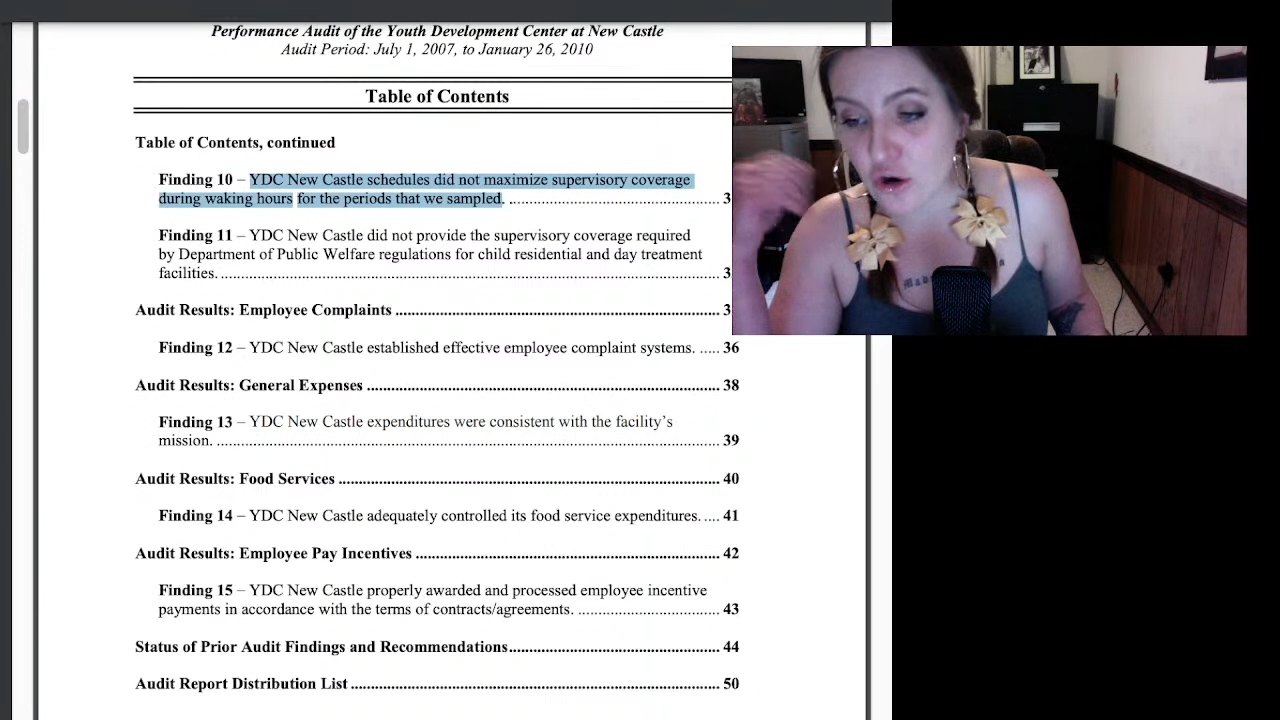 Performance Audit of the Youth Development Center at New Castle
Audit Period: July 1, 2007, to January 26, 2010
Table of Contents
Table of Contents, continued
Finding 10 – YDC New Castle schedules did not maximize supervisory coverage
during waking hours for the periods that we sampled. ........ 3
Finding 11 – YDC New Castle did not provide the supervisory coverage required
by Department of Public Welfare regulations for child residential and day treatment
facilities. ........ 3
Audit Results: Employee Complaints ........ 3
Finding 12 – YDC New Castle established effective employee complaint systems. ..... 36
Audit Results: General Expenses ........ 38
Finding 13 – YDC New Castle expenditures were consistent with the facility's
mission. ........ 39
Audit Results: Food Services ........ 40
Finding 14 – YDC New Castle adequately controlled its food service expenditures. .... 41
Audit Results: Employee Pay Incentives ........ 42
Finding 15 – YDC New Castle properly awarded and processed employee incentive
payments in accordance with the terms of contracts/agreements. ........ 43
Status of Prior Audit Findings and Recommendations ........ 44
Audit Report Distribution List ........ 50